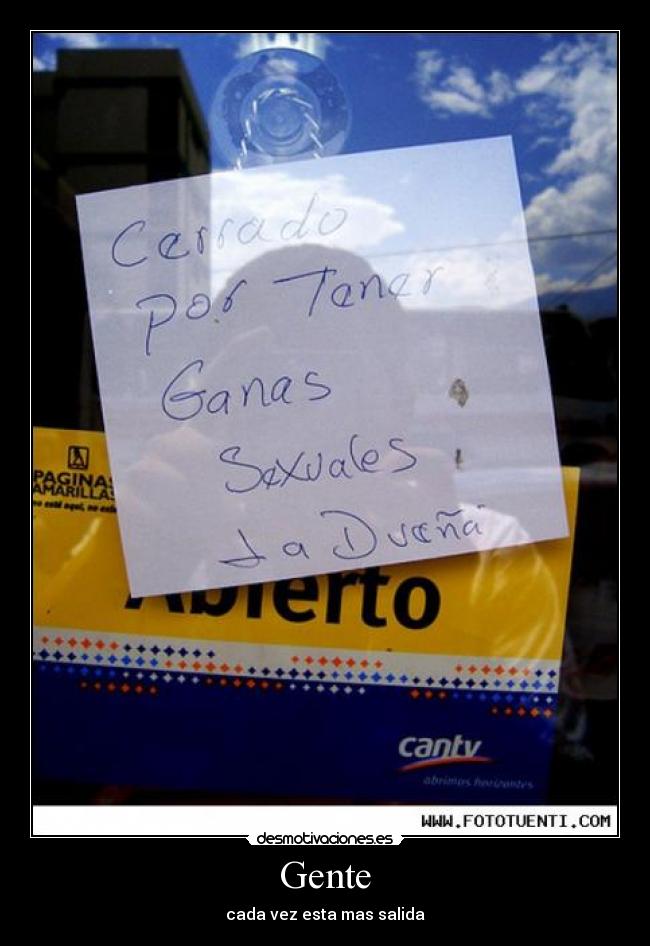 Cerrado
por Tener
Ganas
Sexuales
La Dueña
PAGINAS
AMARILLAS
Abierto
cantv
abrimos horizontes
WWW.FOTOTUENTI.COM
desmotivaciones.es
Gente
cada vez esta mas salida